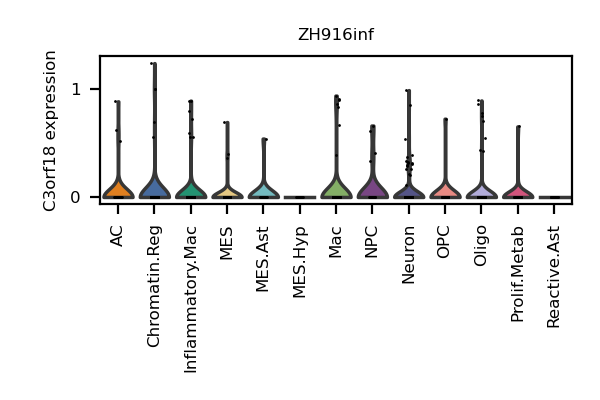 ZH916inf
C3orf18 expression
1
0
AC
Chromatin.Reg
Inflammatory.Mac
MES
MES.Ast
MES.Hyp
Mac
NPC
Neuron
OPC
Oligo
Prolif.Metab
Reactive.Ast